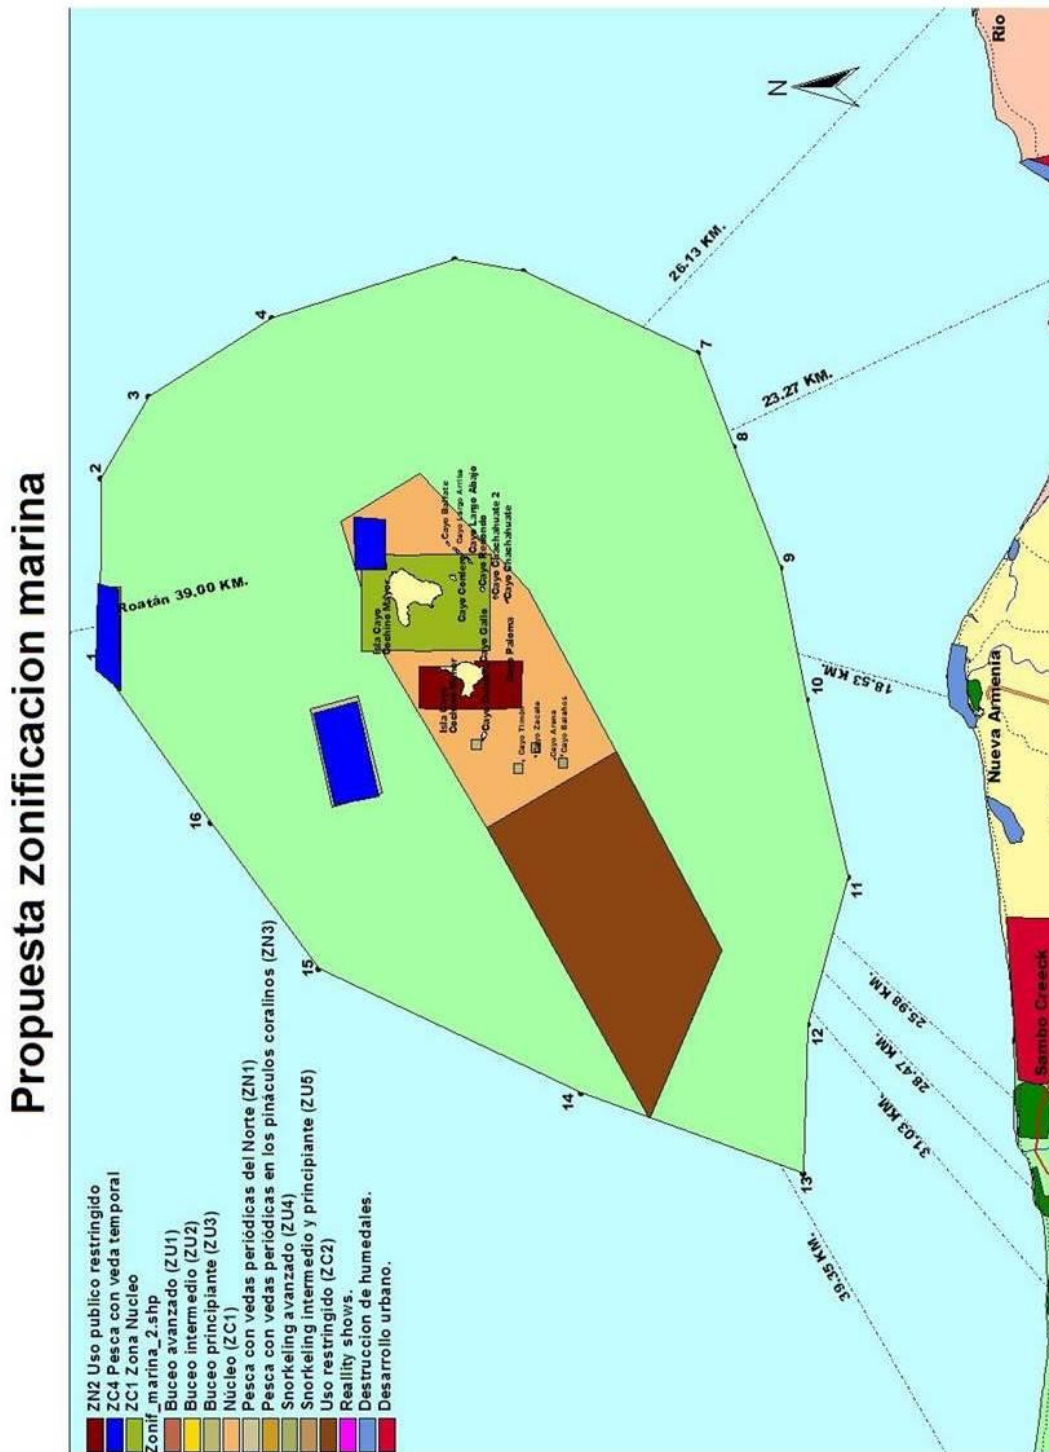 Propuesta zonificacion marina
ZN2 Uso publico restringido
ZC4 Pesca con veda temporal
ZC1 Zona Nucleo
Zonif_marina_2.shp
Buceo avanzado (ZU1)
Buceo intermedio (ZU2)
Buceo principiante (ZU3)
Núcleo (ZC1)
Pesca con vedas periódicas del Norte (ZN1)
Pesca con vedas periódicas en los pináculos coralinos (ZN3)
Snorkeling avanzado (ZU4)
Snorkeling intermedio y principiante (ZU5)
Uso restringido (ZC2)
Reallity shows.
Destruccion de humedales.
Desarrollo urbano.
N
1
2
3
4
7
8
9
10
11
12
13
14
15
16
Roatán 39.00 KM.
26.13 KM.
23.27 KM.
18.53 KM.
25.98 KM.
28.47 KM.
31.03 KM.
39.35 KM.
Isla Cayo
Cochino Mayor
Isla Cayo
Cochino
Cayo Balfate
Cayo Largo Arriba
Cayo Largo Abajo
Cayo Redondo
Cayo Chachahuate 2
Cayo Chachahuate
Cayo Gallo
Paloma
Cayo Timón
Cayo Zacate
Cayo Arena
Cayo Bolaños
Nueva Armenia
Sambo Creeck
Rio